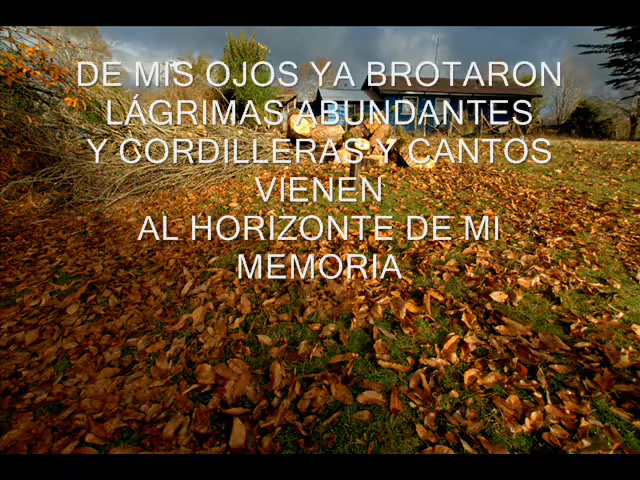 DE MIS OJOS YA BROTARON
LÁGRIMAS ABUNDANTES
Y CORDILLERAS Y CANTOS
VIENEN
AL HORIZONTE DE MI
MEMORIA